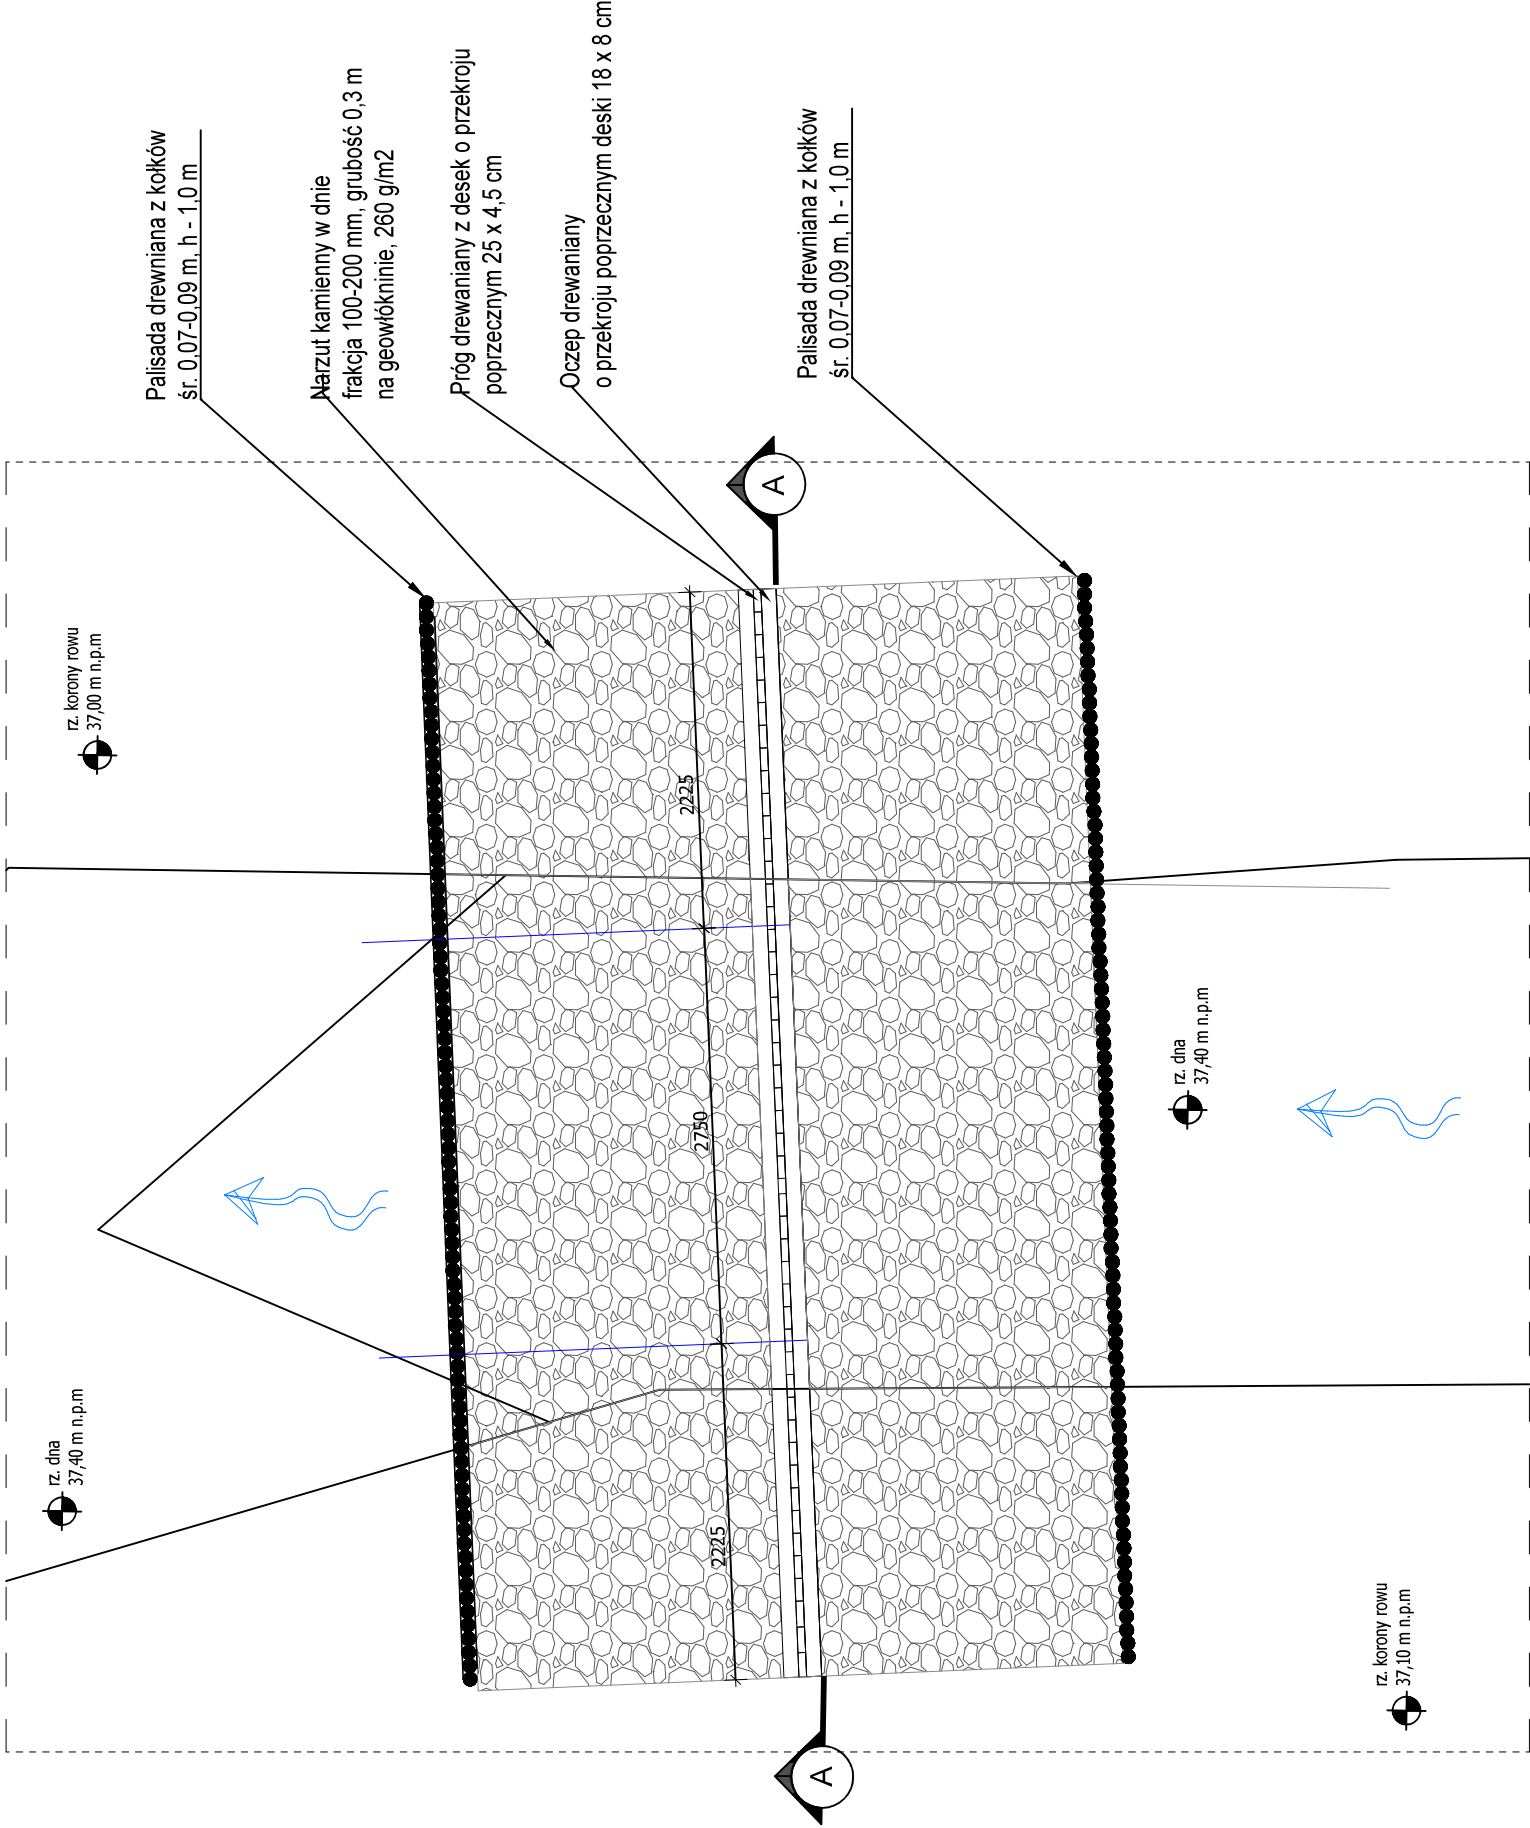 Palisada drewniana z kołków
śr. 0,07-0,09 m, h - 1,0 m
Narzut kamienny w dnie
frakcja 100-200 mm, grubość 0,3 m
na geowłókninie, 260 g/m2
Próg drewaniany z desek o przekroju
poprzecznym 25 x 4,5 cm
Oczep drewaniany
o przekroju poprzecznym deski 18 x 8 cm
Palisada drewniana z kołków
śr. 0,07-0,09 m, h - 1,0 m
A
rz. korony rowu
37,00 m n.p.m
2225
2750
2225
rz. dna
37,40 m n.p.m
rz. dna
37,40 m n.p.m
rz. korony rowu
37,10 m n.p.m
A